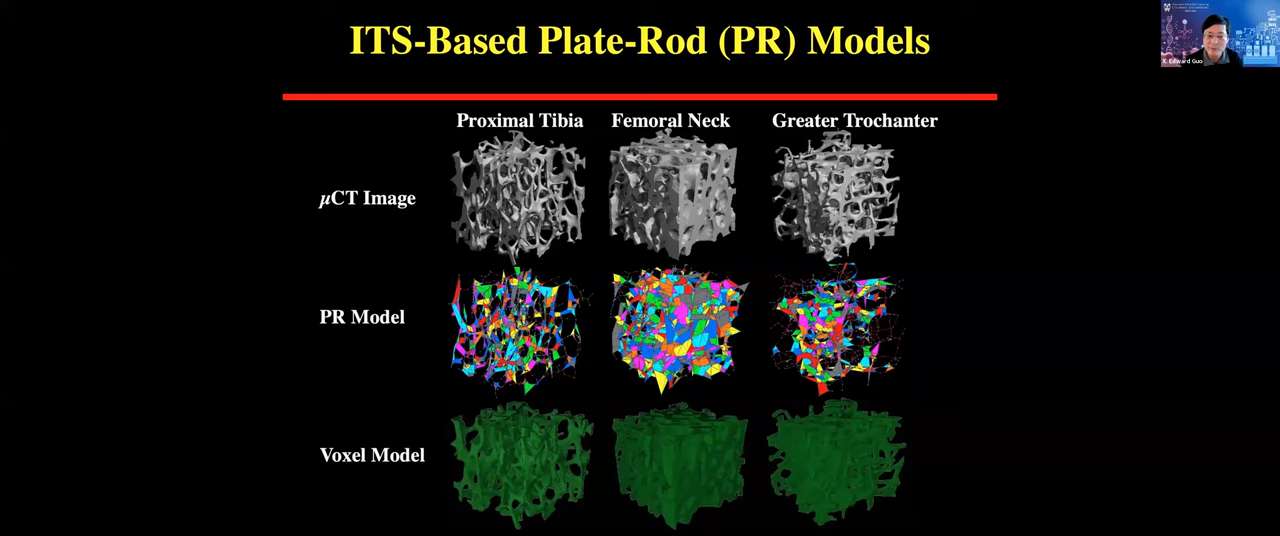 ITS-Based Plate-Rod (PR) Models
X. Edward Guo
Proximal Tibia Femoral Neck Greater Trochanter
μCT Image
PR Model
Voxel Model